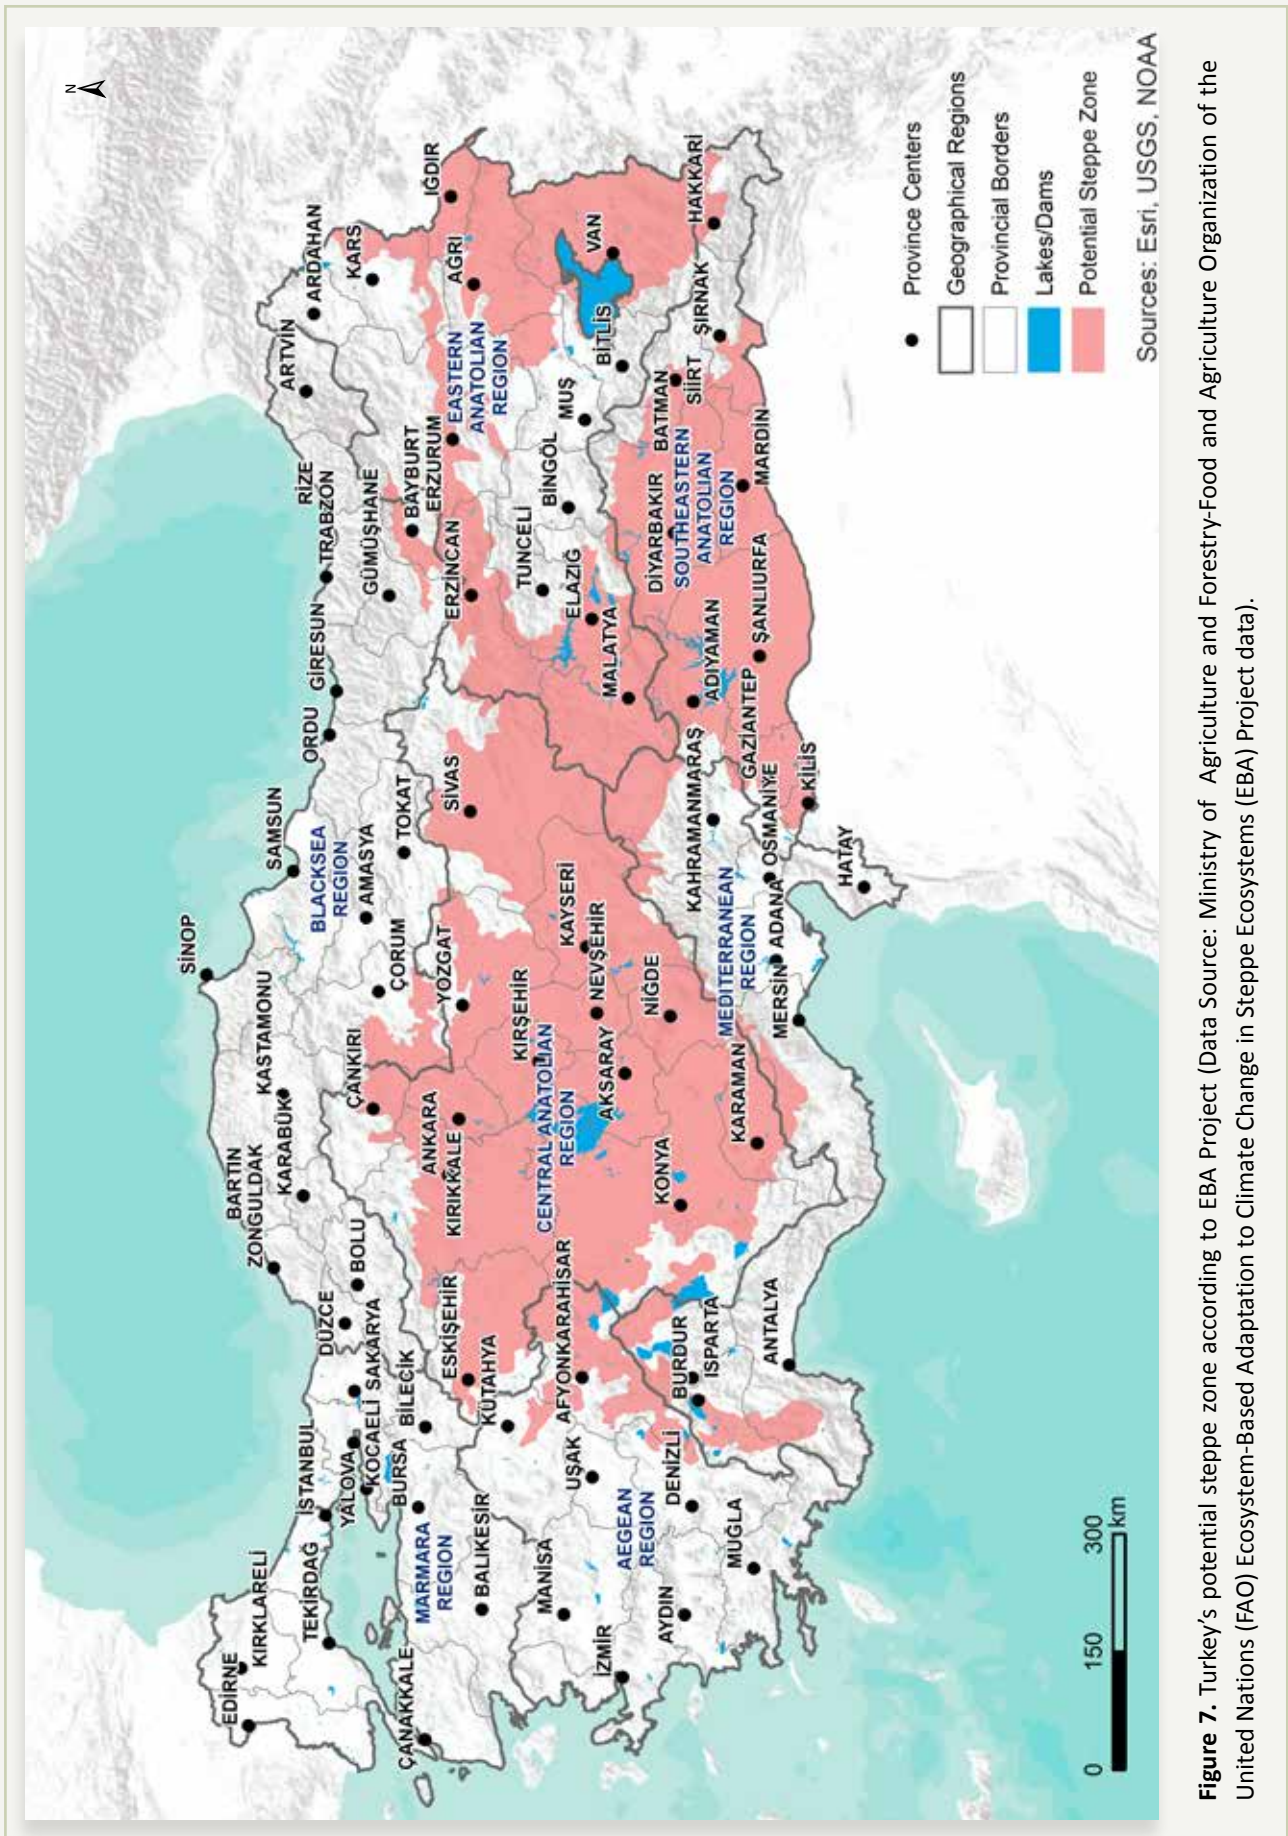 N
SİNOP
BARTIN
ZONGULDAK
KASTAMONU
KARABÜK
SAMSUN
BLACKSEA
REGION
ORDU
GİRESUN
TRABZON
RİZE
ARTVİN
ARDAHAN
KARS
IĞDIR
EDİRNE
KIRKLARELİ
TEKİRDAĞ
İSTANBUL
YALOVA
KOCAELİ
SAKARYA
DÜZCE
BOLU
ÇANKIRI
ÇORUM
AMASYA
TOKAT
GÜMÜŞHANE
BAYBURT
ERZURUM
ERZİNCAN
AĞRI
EASTERN
ANATOLIAN
REGION
ÇANAKKALE
MARMARA
REGION
BURSA
BİLECİK
BALIKESİR
ESKİŞEHİR
KÜTAHYA
ANKARA
KIRIKKALE
YOZGAT
SİVAS
KIRŞEHİR
CENTRAL ANATOLIAN
REGION
KAYSERİ
NEVŞEHİR
AKSARAY
NİĞDE
TUNCELİ
BİNGÖL
MUŞ
BİTLİS
VAN
ELAZIĞ
MALATYA
MANİSA
UŞAK
AFYONKARAHİSAR
İZMİR
AEGEAN
REGION
AYDIN
DENİZLİ
MUĞLA
BURDUR
ISPARTA
ANTALYA
KONYA
KARAMAN
MEDITERRANEAN
REGION
MERSİN
ADANA
OSMANİYE
KAHRAMANMARAŞ
HATAY
KİLİS
GAZİANTEP
ADIYAMAN
ŞANLIURFA
DİYARBAKIR
SOUTHEASTERN
ANATOLIAN
REGION
MARDİN
BATMAN
SİİRT
ŞIRNAK
HAKKARİ
0 150 300
km
Province Centers
Geographical Regions
Provincial Borders
Lakes/Dams
Potential Steppe Zone
Sources: Esri, USGS, NOAA
Figure 7. Turkey’s potential steppe zone according to EBA Project (Data Source: Ministry of Agriculture and Forestry-Food and Agriculture Organization of the
United Nations (FAO) Ecosystem-Based Adaptation to Climate Change in Steppe Ecosystems (EBA) Project data).